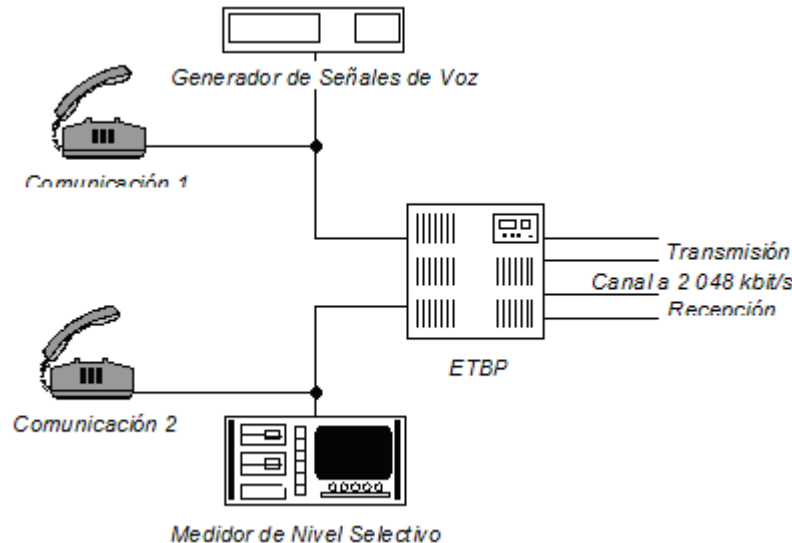 Generador de Señales de Voz
Comunicación 1
Transmisión
Canal a 2 048 kbit/s
Recepción
ETBP
Comunicación 2
Medidor de Nivel Selectivo